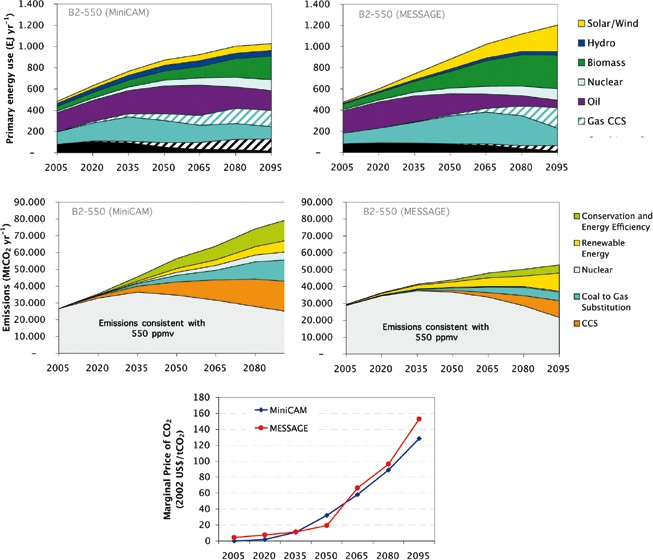 B2-550 (MiniCAM)
Primary energy use (EJ yr⁻¹)
1.200
1.000
800
600
400
200
–
2005 2020 2035 2050 2065 2080 2095
B2-550 (MESSAGE)
1.400
1.200
1.000
800
600
400
200
–
2005 2020 2035 2050 2065 2080 2095
Solar/Wind
Hydro
Biomass
Nuclear
Oil
Gas CCS
B2-550 (MiniCAM)
Emissions (MtCO₂ yr⁻¹)
90.000
80.000
70.000
60.000
50.000
40.000
30.000
20.000
10.000
–
Emissions consistent with
550 ppmv
2005 2020 2035 2050 2065 2080
B2-550 (MESSAGE)
90.000
80.000
70.000
60.000
50.000
40.000
30.000
20.000
10.000
–
Emissions consistent with
550 ppmv
2005 2020 2035 2050 2065 2080 2095
Conservation and
Energy Efficiency
Renewable
Energy
Nuclear
Coal to Gas
Substitution
CCS
Marginal Price of CO₂
(2002 US$/tCO₂)
180
160
140
120
100
80
60
40
20
0
MiniCAM
MESSAGE
2005 2020 2035 2050 2065 2080 2095